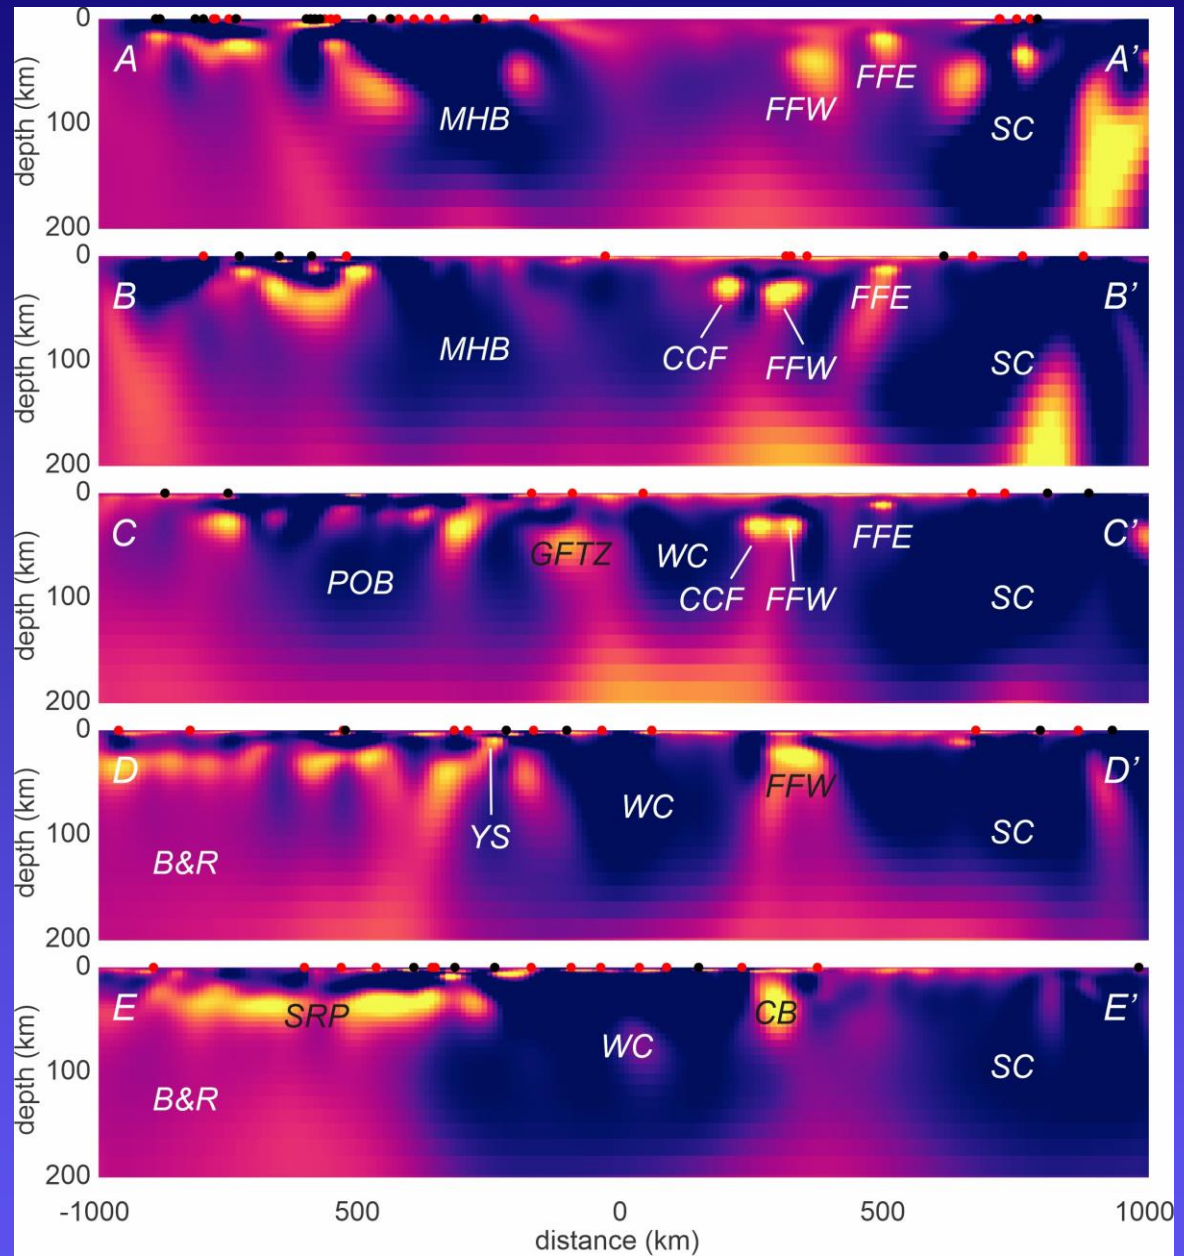 0
depth (km)
100
200
A
MHB
FFW
FFE
SC
A'
0
depth (km)
100
200
B
MHB
CCF
FFW
FFE
SC
B'
0
depth (km)
100
200
C
POB
GFTZ
WC
CCF
FFW
FFE
SC
C'
0
depth (km)
100
200
D
B&R
YS
WC
FFW
SC
D'
0
depth (km)
100
200
E
B&R
SRP
WC
CB
SC
E'
-1000 500 0 500 1000
distance (km)